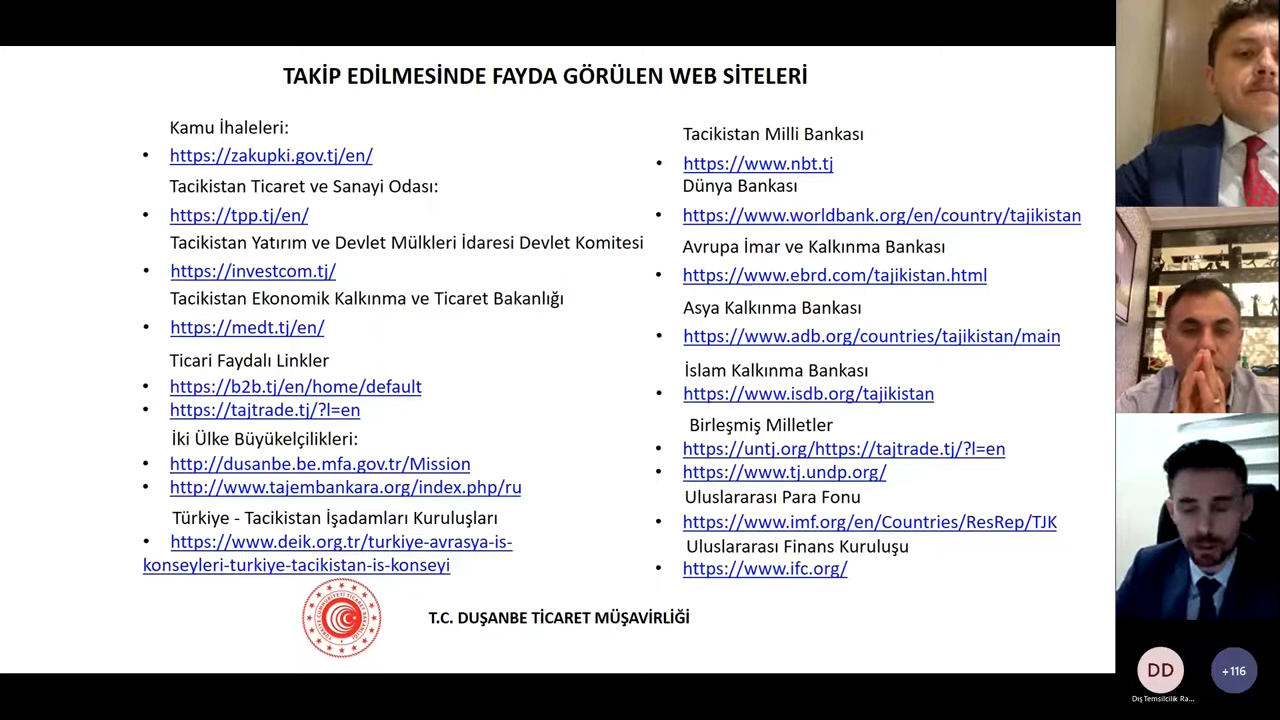 TAKİP EDİLMESİNDE FAYDA GÖRÜLEN WEB SİTELERİ
Kamu İhaleleri:
• https://zakupki.gov.tj/en/
Tacikistan Ticaret ve Sanayi Odası:
• https://tpp.tj/en/
Tacikistan Yatırım ve Devlet Mülkleri İdaresi Devlet Komitesi
• https://investcom.tj/
Tacikistan Ekonomik Kalkınma ve Ticaret Bakanlığı
• https://medt.tj/en/
Ticari Faydalı Linkler
• https://b2b.tj/en/home/default
• https://tajtrade.tj/?l=en
İki Ülke Büyükelçilikleri:
• http://dusanbe.be.mfa.gov.tr/Mission
• http://www.tajembankara.org/index.php/ru
Türkiye - Tacikistan İşadamları Kuruluşları
• https://www.deik.org.tr/turkiye-avrasya-is-
konseyleri-turkiye-tacikistan-is-konseyi
Tacikistan Milli Bankası
• https://www.nbt.tj
Dünya Bankası
• https://www.worldbank.org/en/country/tajikistan
Avrupa İmar ve Kalkınma Bankası
• https://www.ebrd.com/tajikistan.html
Asya Kalkınma Bankası
• https://www.adb.org/countries/tajikistan/main
İslam Kalkınma Bankası
• https://www.isdb.org/tajikistan
Birleşmiş Milletler
• https://untj.org/https://tajtrade.tj/?l=en
• https://www.tj.undp.org/
Uluslararası Para Fonu
• https://www.imf.org/en/Countries/ResRep/TJK
Uluslararası Finans Kuruluşu
• https://www.ifc.org/
T.C. DUŞANBE TİCARET MÜŞAVİRLİĞİ
DD
+116
Dış Temsilcilik Ra...